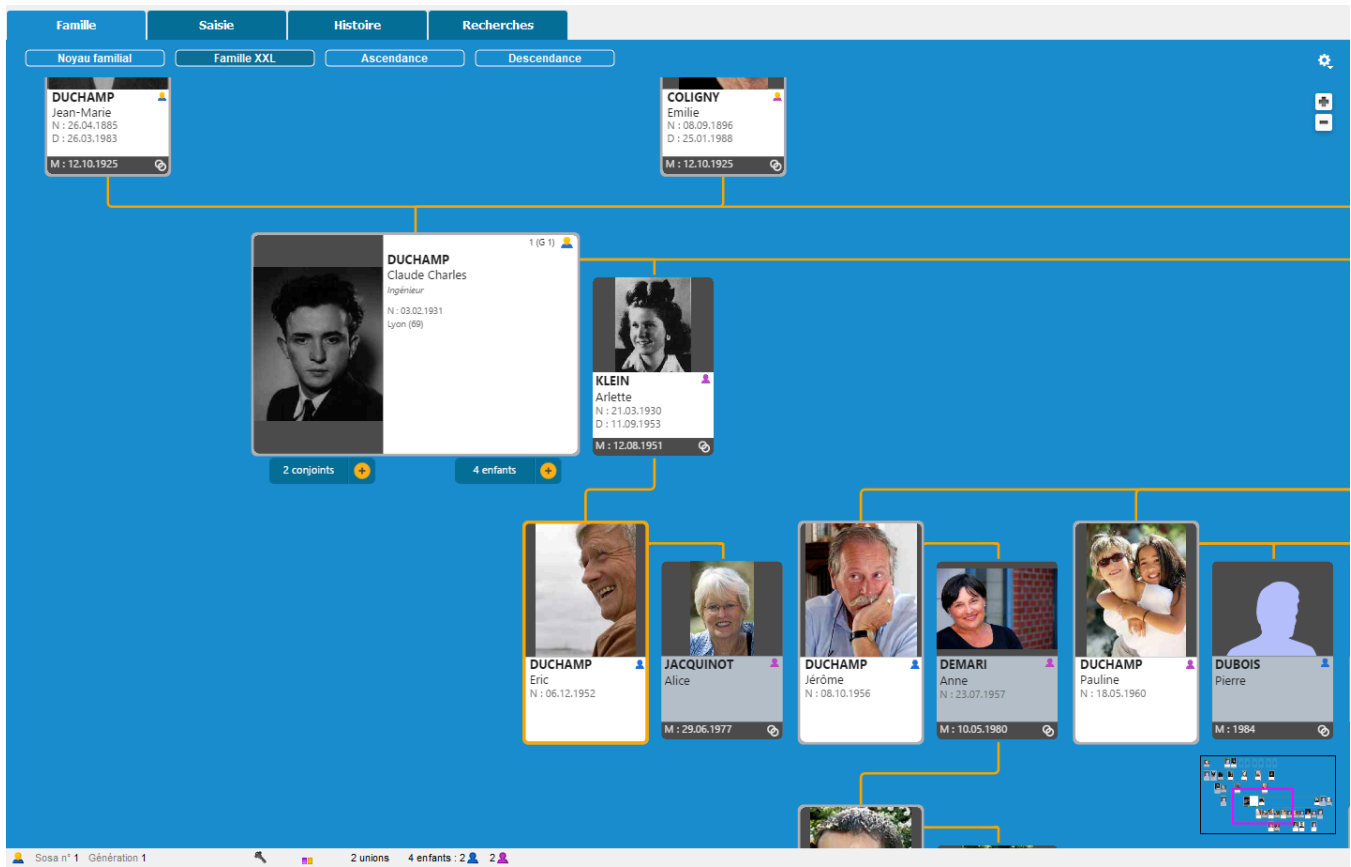 Famille
Saisie
Histoire
Recherches
Noyau familial
Famille XXL
Ascendance
Descendance
DUCHAMP
Jean-Marie
N : 26.04.1885
D : 26.03.1983
M : 12.10.1925
COLIGNY
Emilie
N : 08.09.1896
D : 25.01.1988
M : 12.10.1925
1 (G 1)
DUCHAMP
Claude Charles
Ingénieur
N : 03.02.1931
Lyon (69)
2 conjoints
4 enfants
KLEIN
Arlette
N : 21.03.1930
D : 11.09.1953
M : 12.08.1951
DUCHAMP
Eric
N : 06.12.1952
JACQUINOT
Alice
M : 29.06.1977
DUCHAMP
Jérôme
N : 08.10.1956
DEMARI
Anne
N : 23.07.1957
M : 10.05.1980
DUCHAMP
Pauline
N : 18.05.1960
DUBOIS
Pierre
M : 1984
Sosa n° 1 Génération 1
2 unions 4 enfants : 2 2